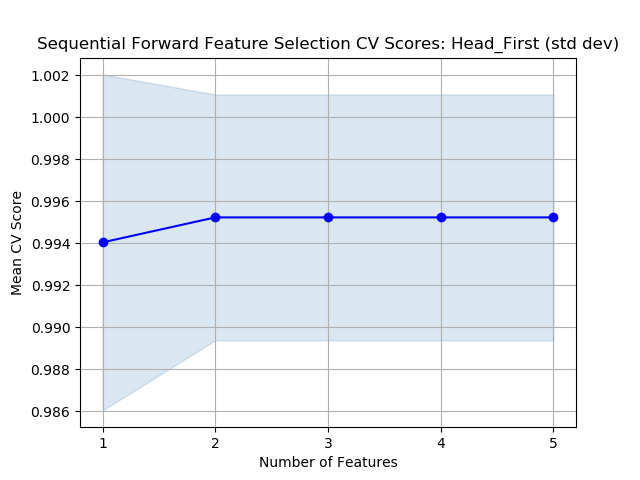 Sequential Forward Feature Selection CV Scores: Head_First (std dev)
1.002
1.000
0.998
0.996
0.994
0.992
0.990
0.988
0.986
Mean CV Score
1 2 3 4 5
Number of Features